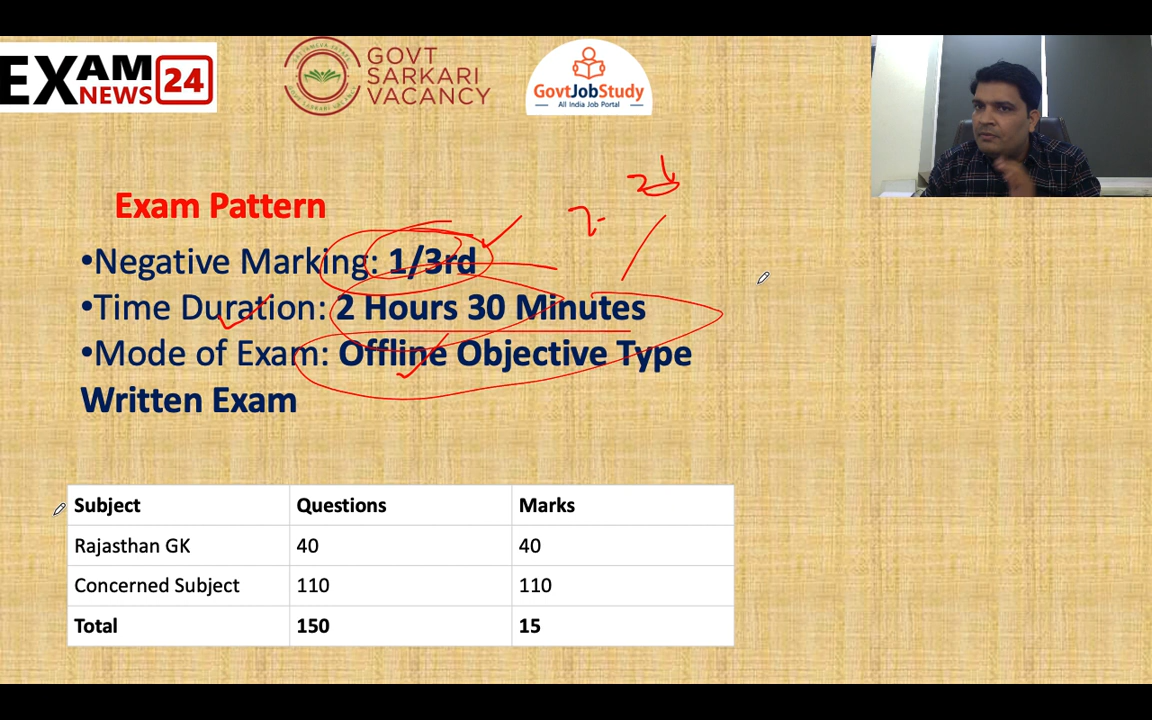 EXAM
NEWS 24
GOVT
SARKARI
VACANCY
GovtJobStudy
All India Job Portal
Exam Pattern
•Negative Marking: 1/3rd
•Time Duration: 2 Hours 30 Minutes
•Mode of Exam: Offline Objective Type
Written Exam
Subject Questions Marks
Rajasthan GK 40 40
Concerned Subject 110 110
Total 150 15